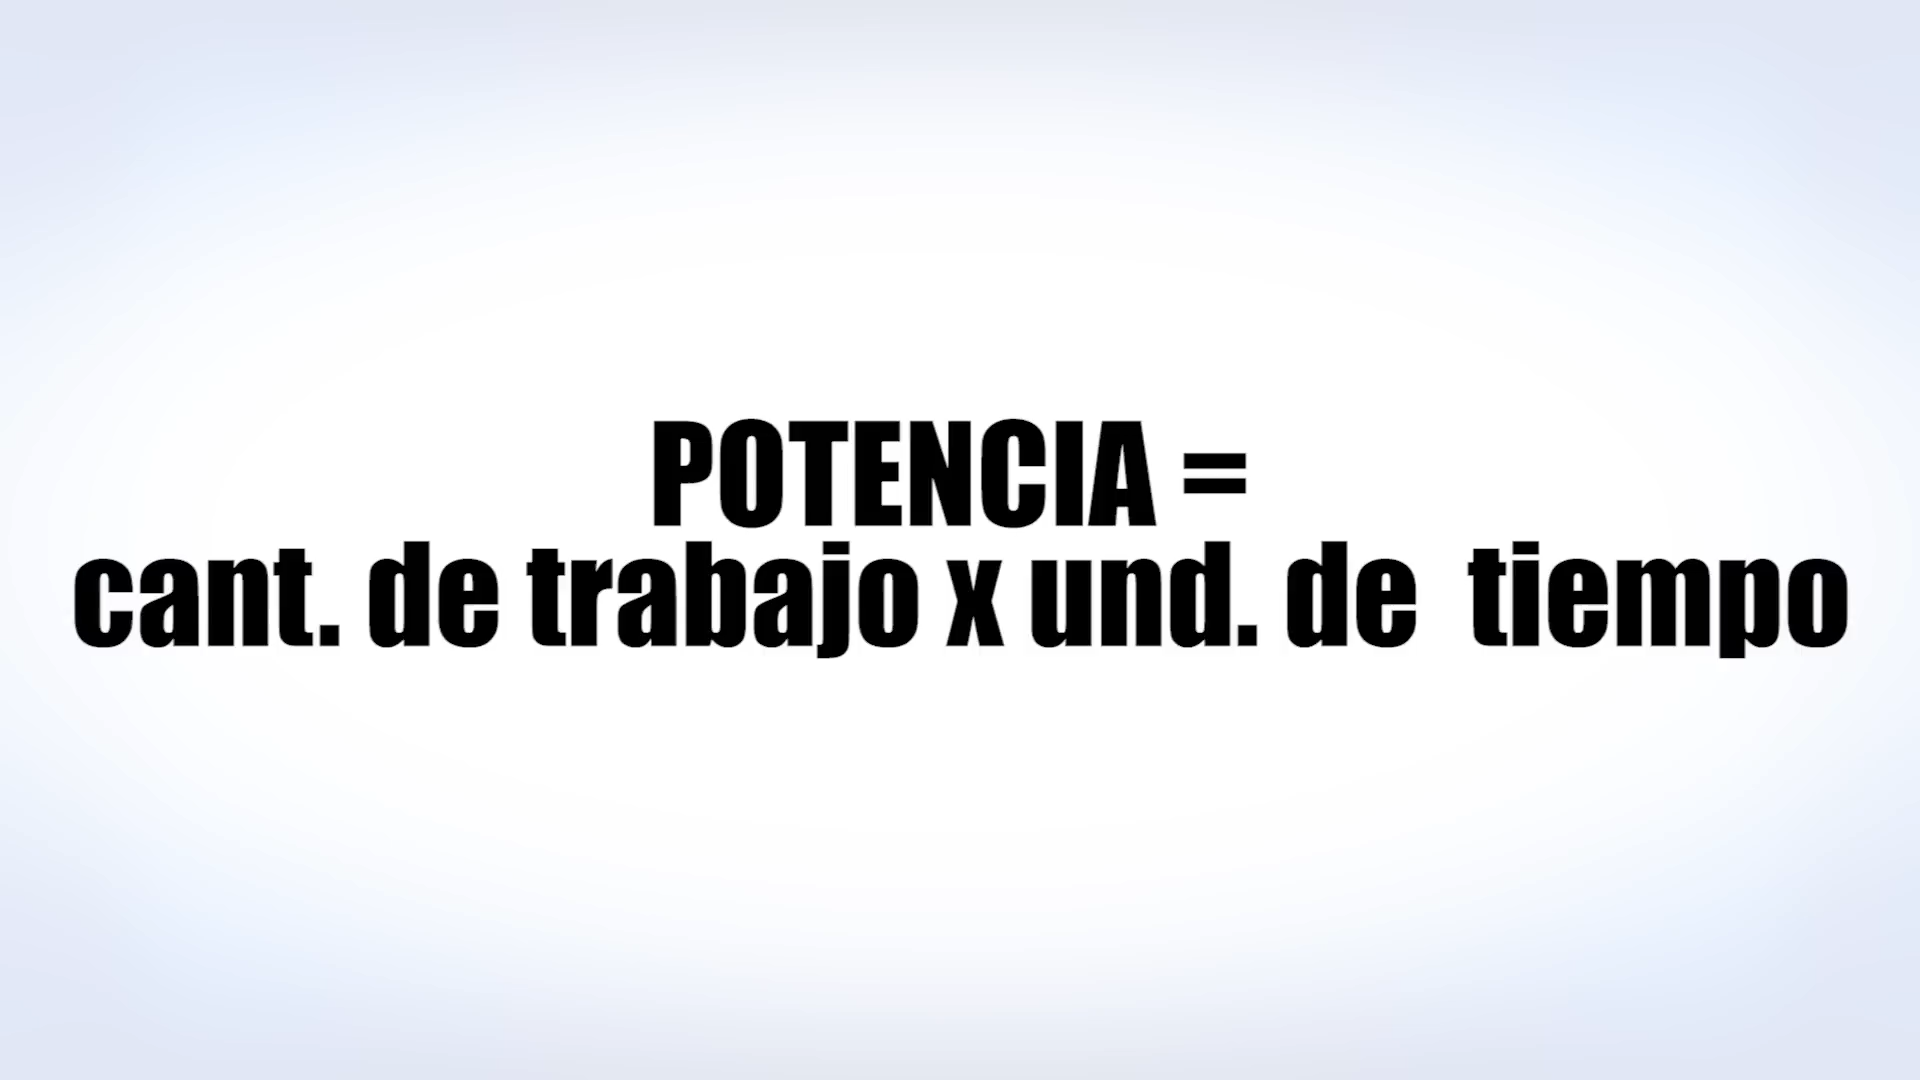 POTENCIA =
cant. de trabajo x und. de tiempo